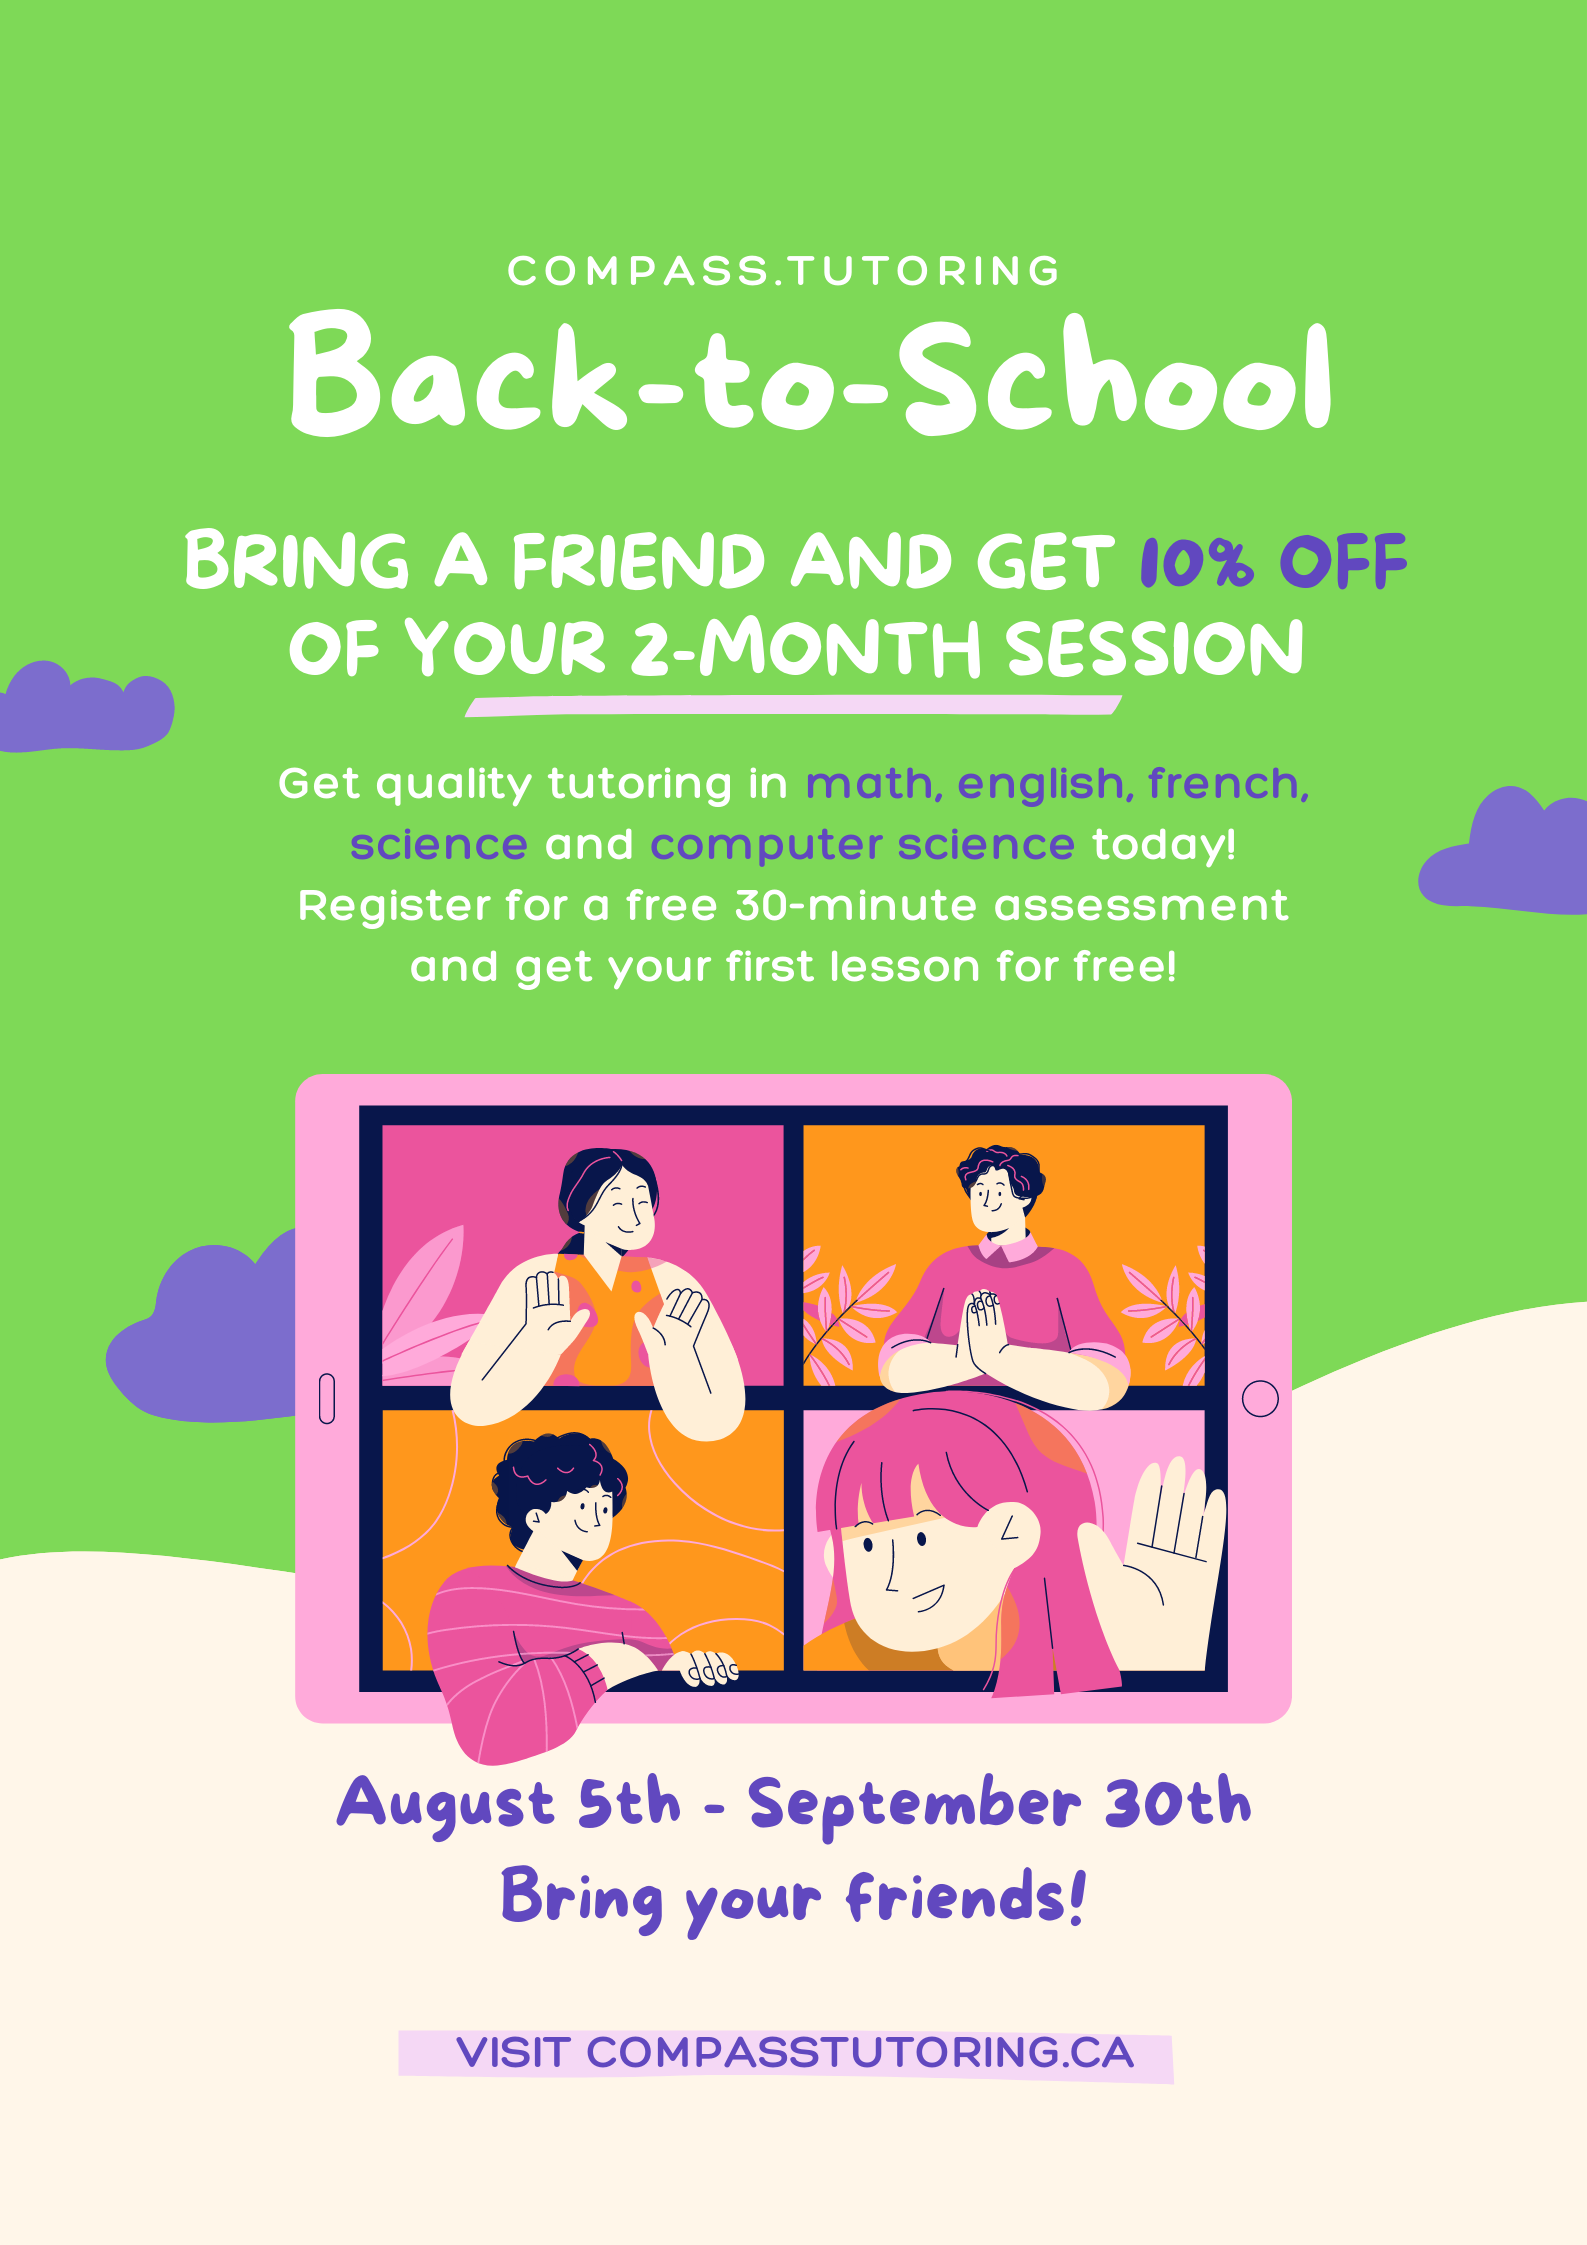 COMPASS.TUTORING
Back-to-School
BRING A FRIEND AND GET 10% OFF
OF YOUR 2-MONTH SESSION
Get quality tutoring in math, english, french,
science and computer science today!
Register for a free 30-minute assessment
and get your first lesson for free!
August 5th - September 30th
Bring your friends!
VISIT COMPASSTUTORING.CA